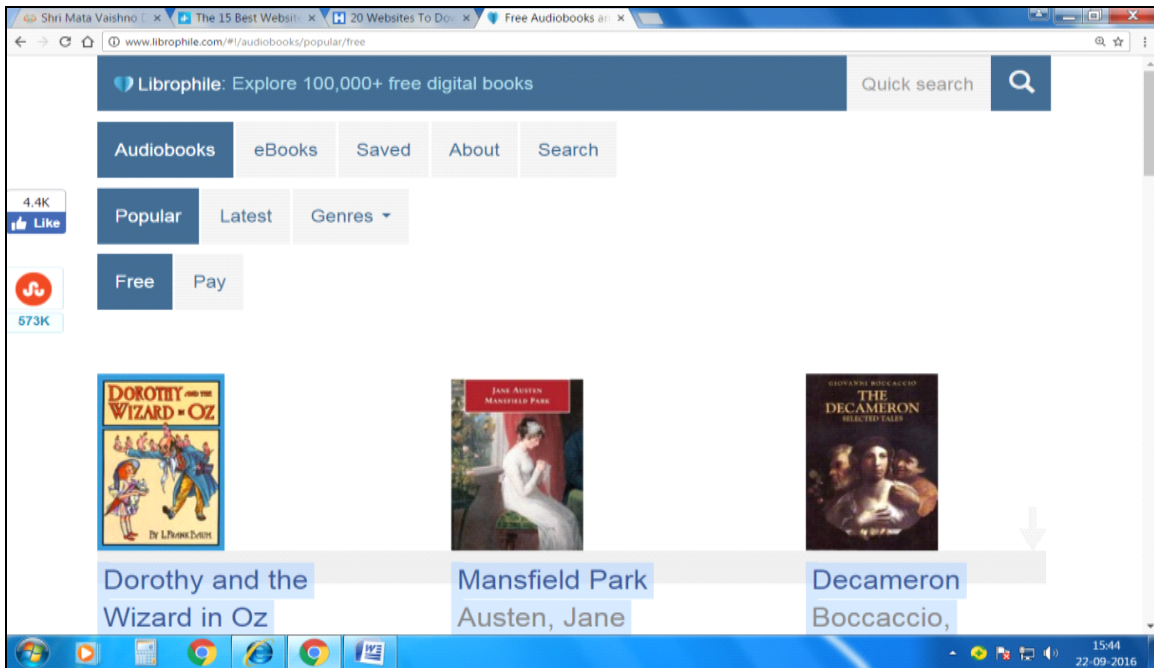 Shri Mata Vaishno D
The 15 Best Website
20 Websites To Dow
Free Audiobooks an
www.librophile.com/#!/audiobooks/popular/free
Librophile: Explore 100,000+ free digital books
Quick search
Audiobooks eBooks Saved About Search
4.4K
Like
Popular Latest Genres
Free Pay
573K
DOROTHY AND THE
WIZARD IN OZ
BY L. FRANK BAUM
JANE AUSTEN
MANSFIELD PARK
GIOVANNI BOCCACCIO
THE
DECAMERON
SELECTED TALES
Dorothy and the
Wizard in Oz
Mansfield Park
Austen, Jane
Decameron
Boccaccio,
15:44
22-09-2016